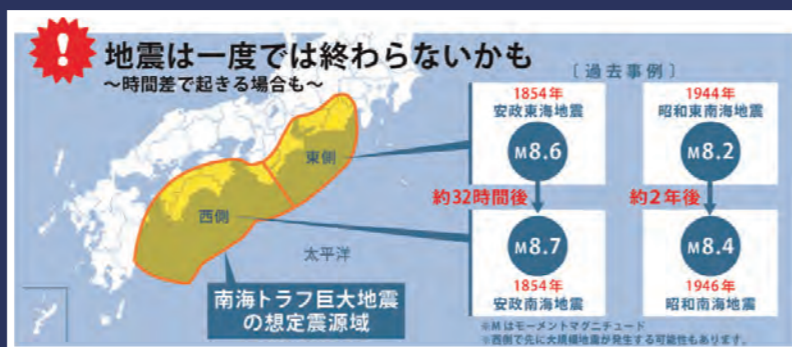 !
地震は一度では終わらないかも
～時間差で起きる場合も～
〔過去事例〕
1854年
安政東海地震
M8.6
約32時間後
M8.7
1854年
安政南海地震
1944年
昭和東南海地震
M8.2
約2年後
M8.4
1946年
昭和南海地震
東側
西側
太平洋
南海トラフ巨大地震
の想定震源域
※Mはモーメントマグニチュード
※西側で先に大規模地震が発生する可能性もあります。